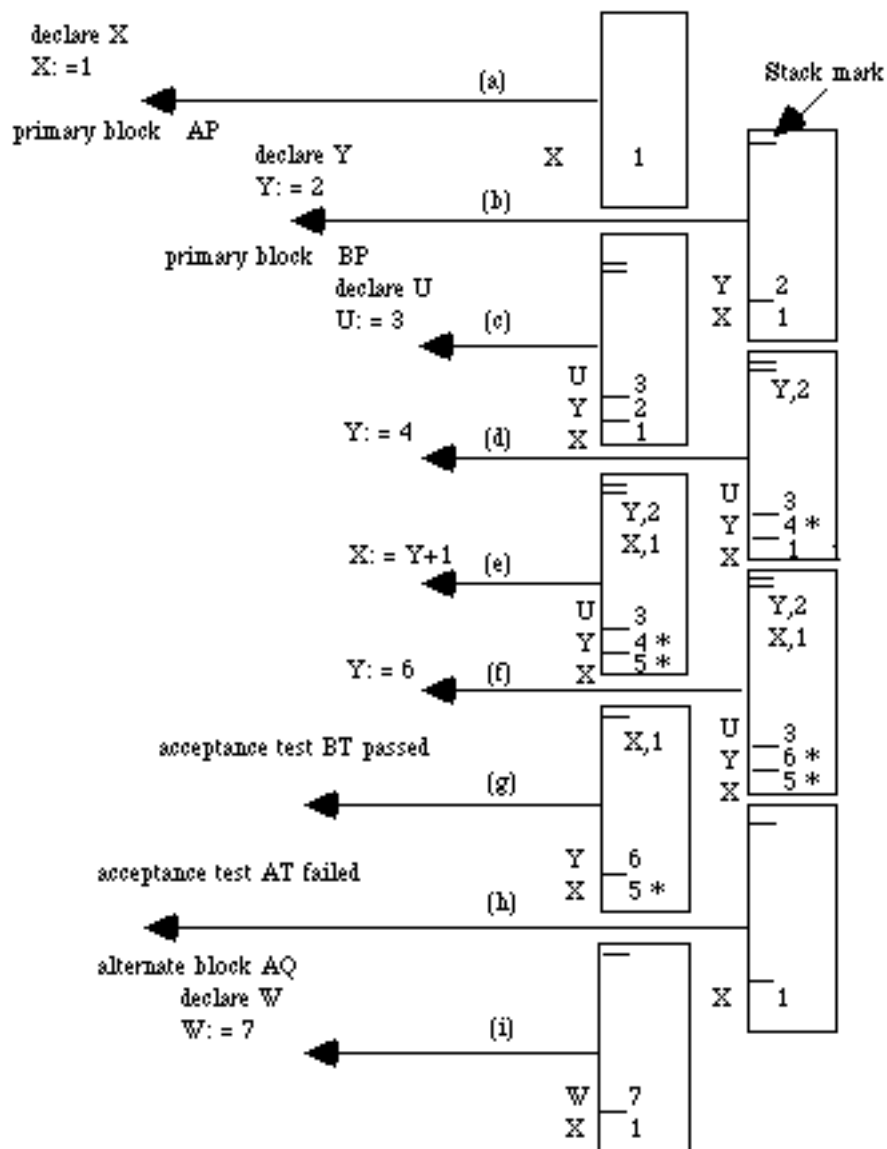 declare X
X: =1
(a)
Stack mark
primary block AP
declare Y
X 1
Y: = 2
(b)
primary block BP
declare U
Y 2
U: = 3
(c)
X 1
U 3
Y,2
Y 2
Y: = 4
(d)
X 1
U 3
Y,2
Y 4 *
X,1
X 1
X: = Y+1
(e)
Y,2
U 3
X,1
Y 4 *
Y: = 6
(f)
X 5 *
X,1
U 3
acceptance test BT passed
Y 6 *
(g)
X 5 *
Y 6
acceptance test AT failed
X 5 *
(h)
alternate block AQ
declare W
X 1
W: = 7
(i)
W 7
X 1